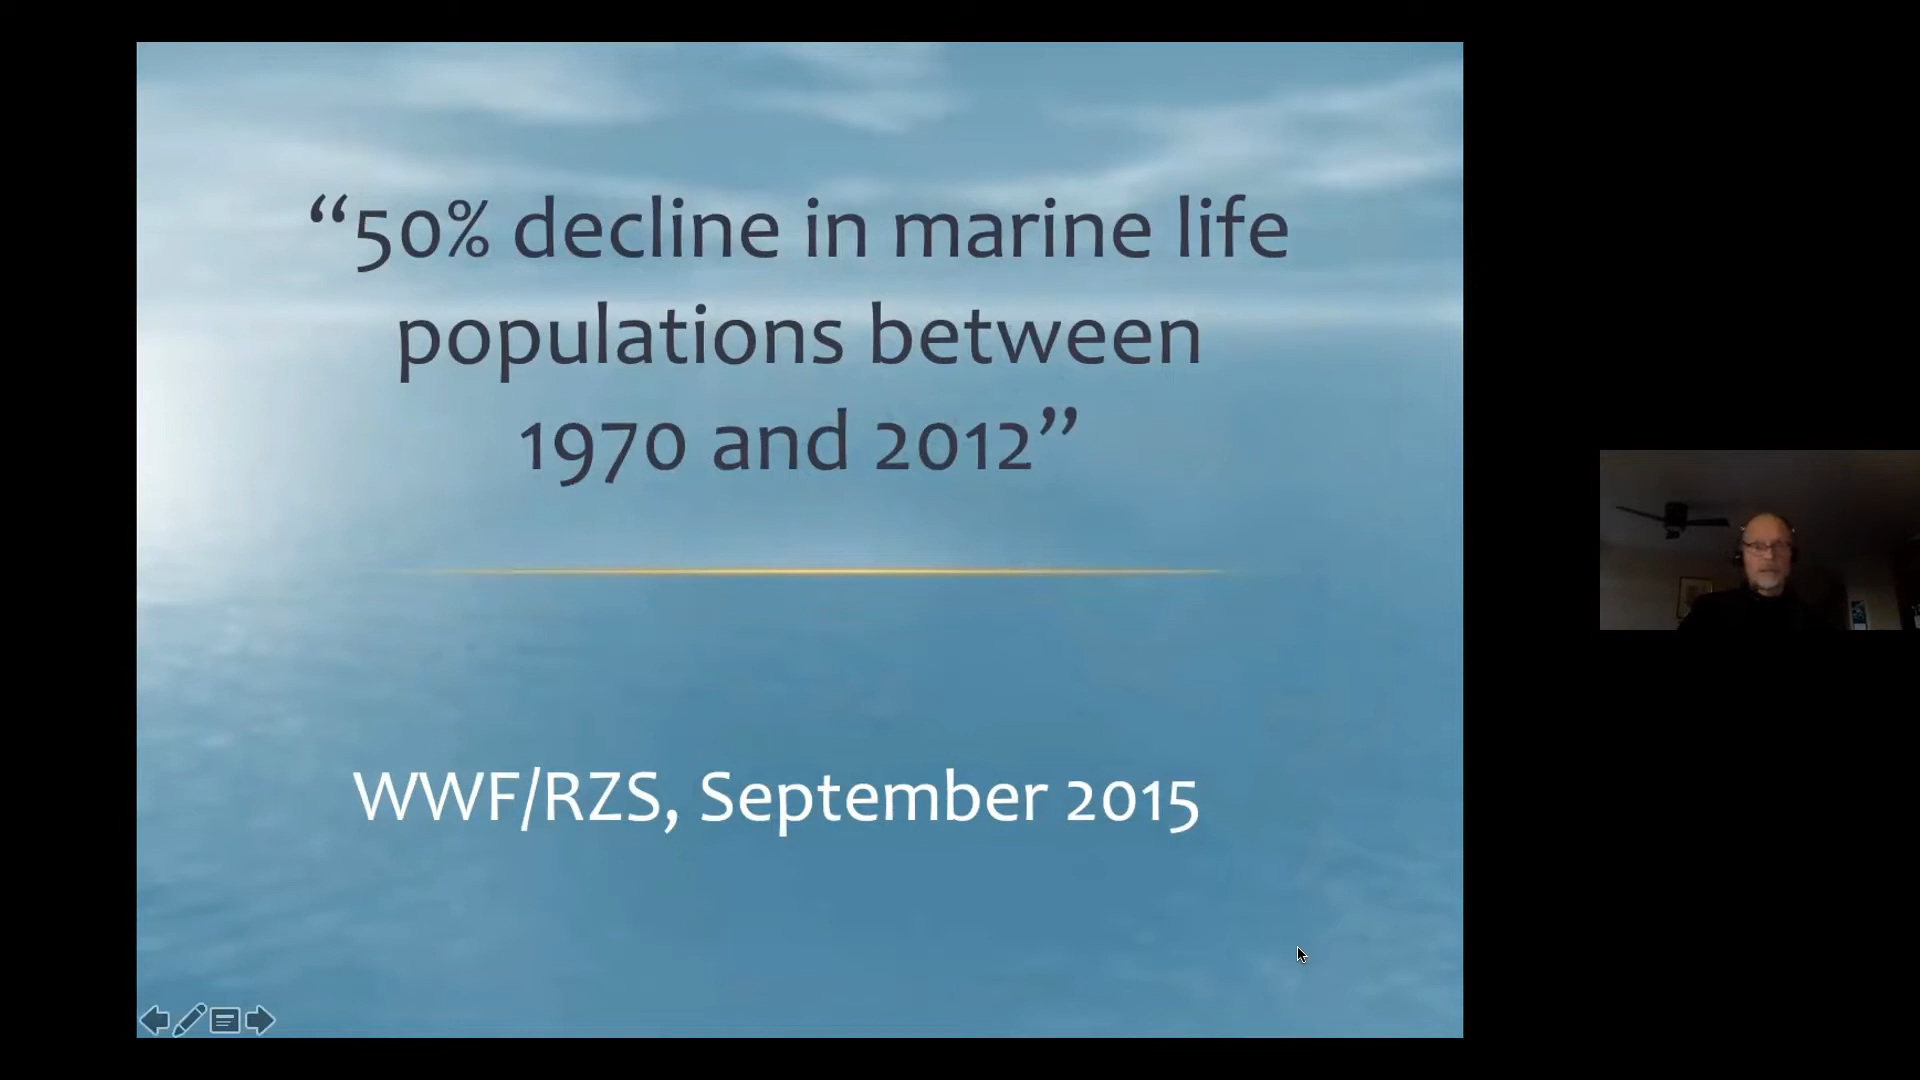 “50% decline in marine life
populations between
1970 and 2012”
WWF/RZS, September 2015